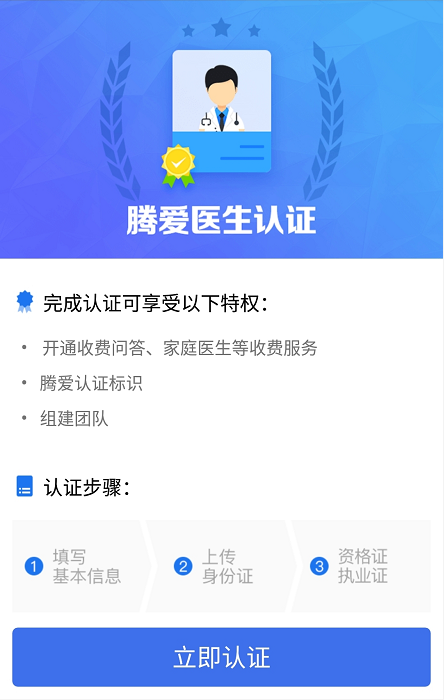 腾爱医生认证
完成认证可享受以下特权：
• 开通收费问答、家庭医生等收费服务
• 腾爱认证标识
• 组建团队
认证步骤：
1 填写
基本信息
2 上传
身份证
3 资格证
执业证
立即认证